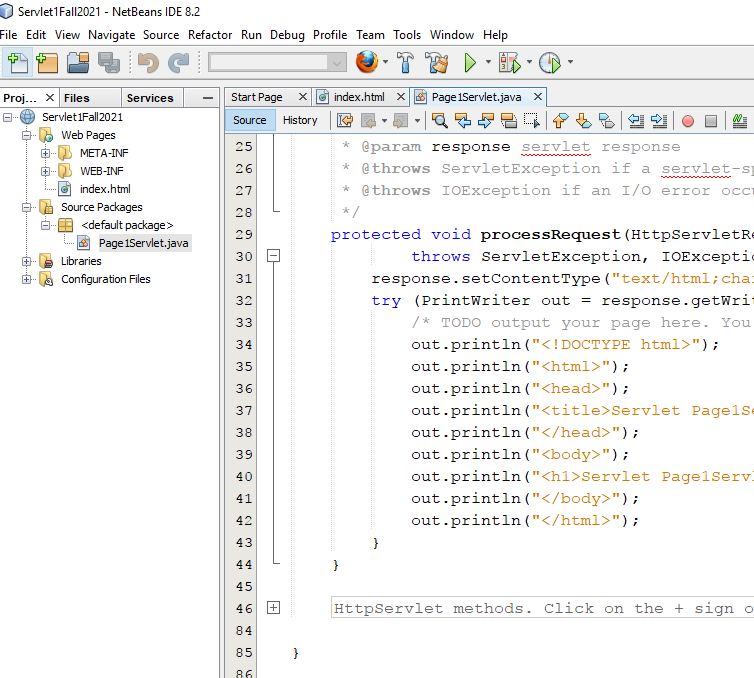 Servlet1Fall2021 - NetBeans IDE 8.2
File Edit View Navigate Source Refactor Run Debug Profile Team Tools Window Help
Proj... Files Services
Start Page index.html Page1Servlet.java
Servlet1Fall2021
Web Pages
META-INF
WEB-INF
index.html
Source Packages
<default package>
Page1Servlet.java
Libraries
Configuration Files
Source History
25 * @param response servlet response
26 * @throws ServletException if a servlet-sp
27 * @throws IOException if an I/O error occu
28 */
29 protected void processRequest(HttpServletRe
30 throws ServletException, IOExceptio
31 response.setContentType("text/html;char
32 try (PrintWriter out = response.getWrit
33 /* TODO output your page here. You
34 out.println("<!DOCTYPE html>");
35 out.println("<html>");
36 out.println("<head>");
37 out.println("<title>Servlet Page1Se
38 out.println("</head>");
39 out.println("<body>");
40 out.println("<h1>Servlet Page1Servl
41 out.println("</body>");
42 out.println("</html>");
43 }
44 }
45
46 HttpServlet methods. Click on the + sign o
84
85 }
86